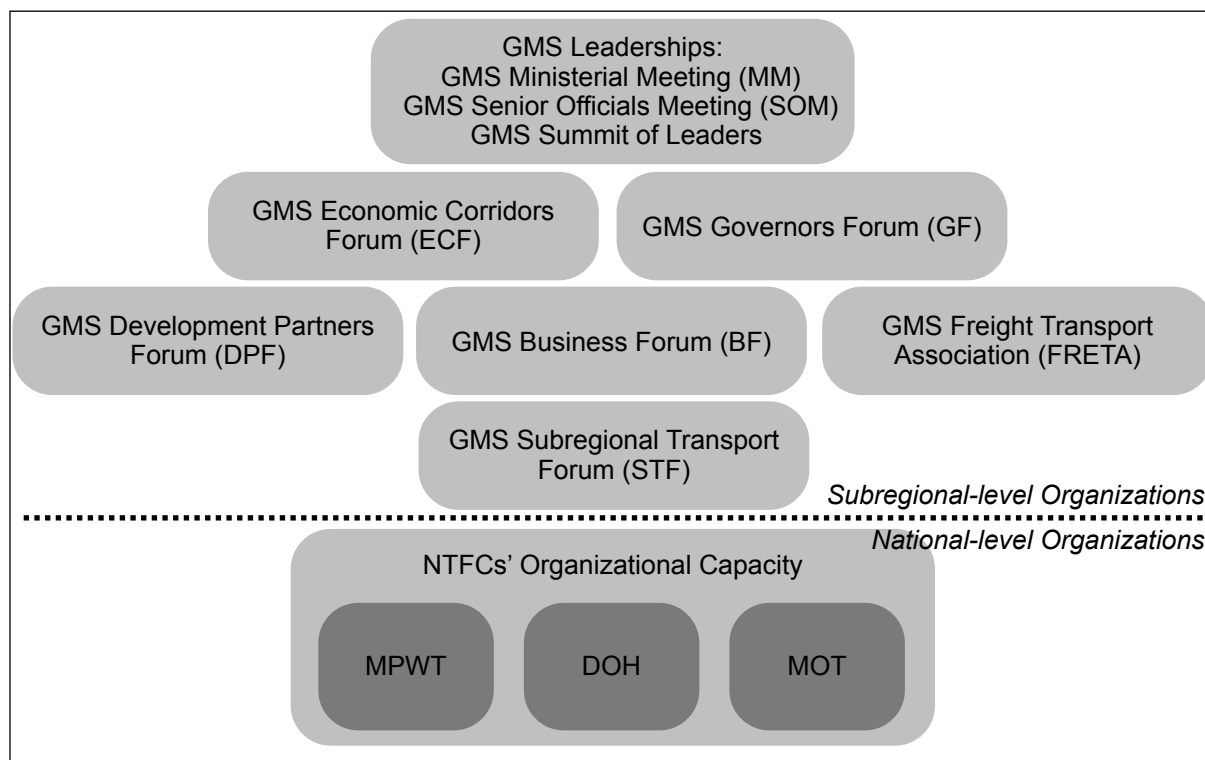 GMS Leaderships:
GMS Ministerial Meeting (MM)
GMS Senior Officials Meeting (SOM)
GMS Summit of Leaders
GMS Economic Corridors
Forum (ECF)
GMS Governors Forum (GF)
GMS Development Partners
Forum (DPF)
GMS Business Forum (BF)
GMS Freight Transport
Association (FRETA)
GMS Subregional Transport
Forum (STF)
Subregional-level Organizations
National-level Organizations
NTFCs’ Organizational Capacity
MPWT
DOH
MOT